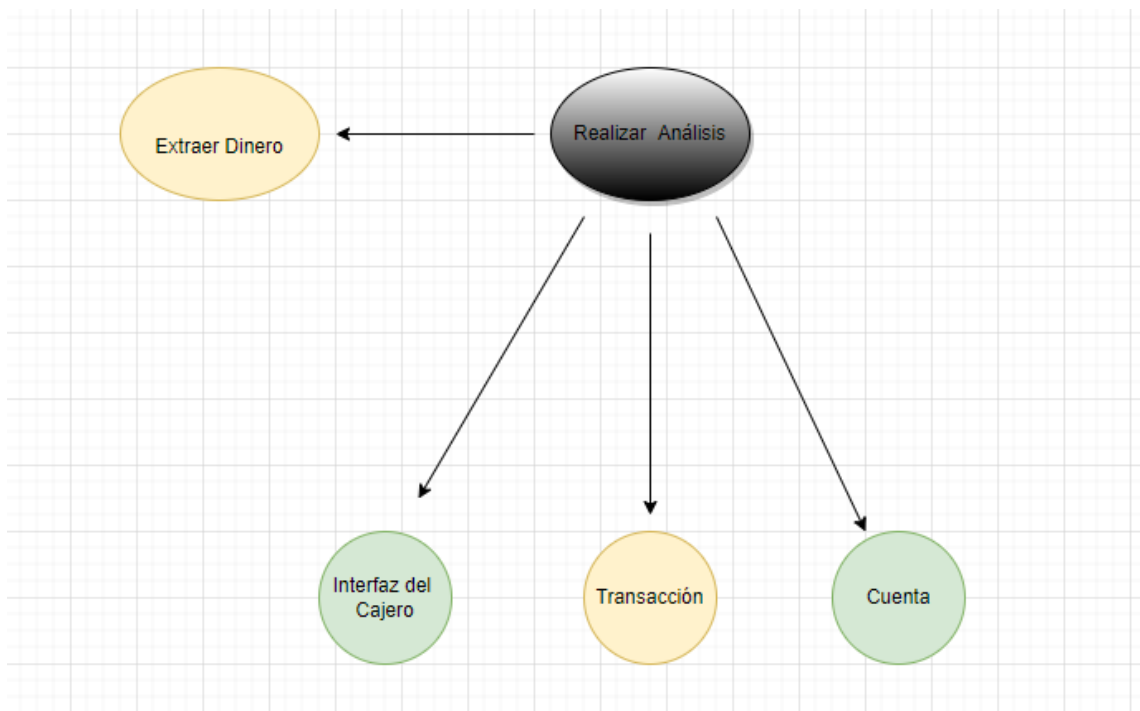 Extraer Dinero
Realizar Análisis
Interfaz del
Cajero
Transacción
Cuenta